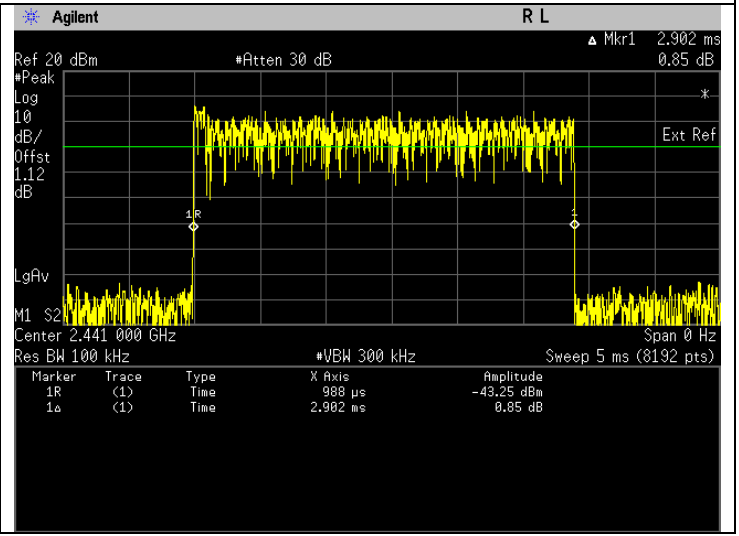 Agilent R L
Δ Mkr1 2.902 ms
Ref 20 dBm #Atten 30 dB 0.85 dB
#Peak
Log
10
dB/
Offst
1.12
dB
*
Ext Ref
1R 1
LgAv
M1 S2
Center 2.441 000 GHz Span 0 Hz
Res BW 100 kHz #VBW 300 kHz Sweep 5 ms (8192 pts)
Marker Trace Type X Axis Amplitude
1R (1) Time 988 µs -43.25 dBm
1Δ (1) Time 2.902 ms 0.85 dB